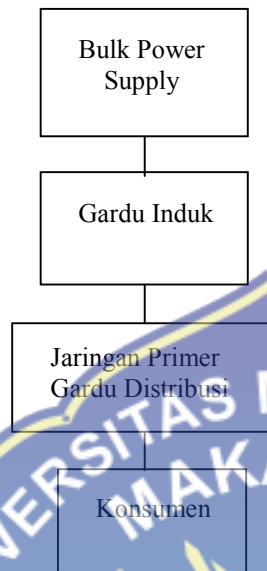 Bulk Power
Supply
Gardu Induk
Jaringan Primer
Gardu Distribusi
Konsumen